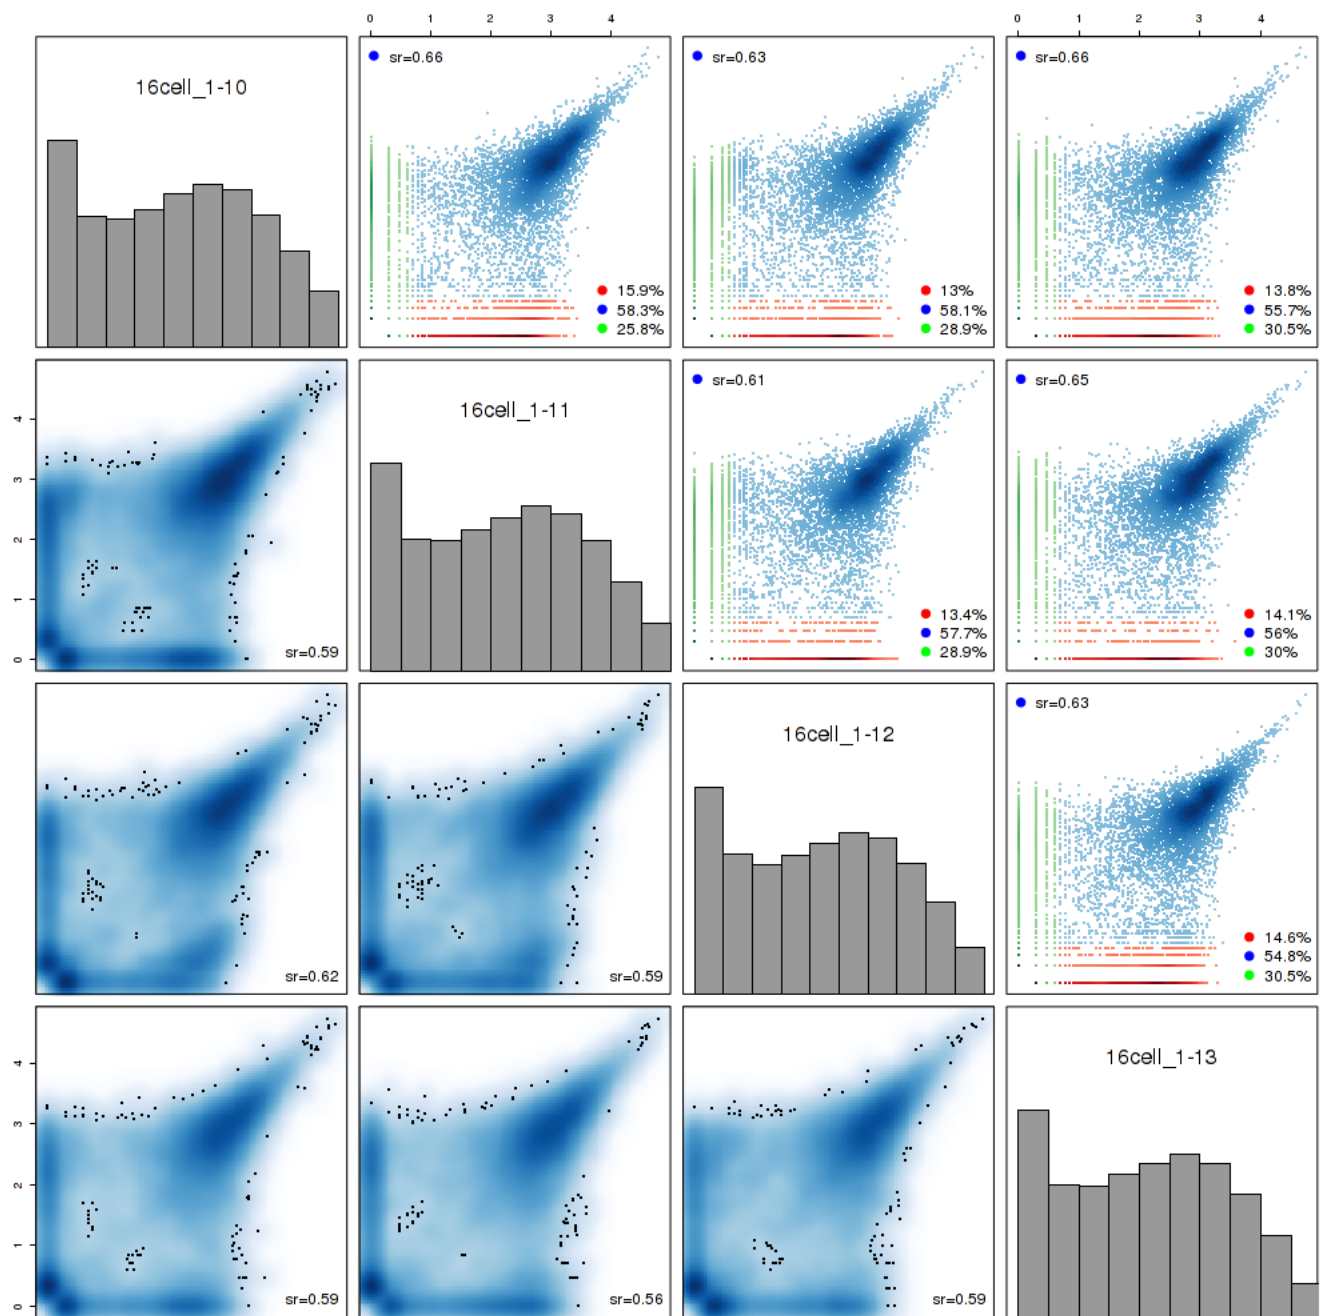 0 1 2 3 4
0 1 2 3 4
16cell_1-10
sr=0.66
15.9%
58.3%
25.8%
sr=0.63
13%
58.1%
28.9%
sr=0.66
13.8%
55.7%
30.5%
0 1 2 3 4
sr=0.59
16cell_1-11
sr=0.61
13.4%
57.7%
28.9%
sr=0.65
14.1%
56%
30%
sr=0.62
sr=0.59
16cell_1-12
sr=0.63
14.6%
54.8%
30.5%
0 1 2 3 4
sr=0.59
sr=0.56
sr=0.59
16cell_1-13